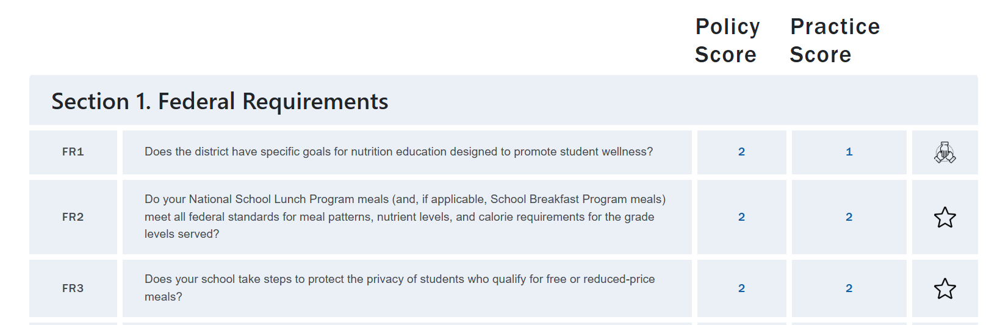 Policy Practice
Score Score
Section 1. Federal Requirements
FR1 Does the district have specific goals for nutrition education designed to promote student wellness? 2 1
Do your National School Lunch Program meals (and, if applicable, School Breakfast Program meals)
FR2 meet all federal standards for meal patterns, nutrient levels, and calorie requirements for the grade 2 2
levels served?
Does your school take steps to protect the privacy of students who qualify for free or reduced-price
FR3 2 2
meals?